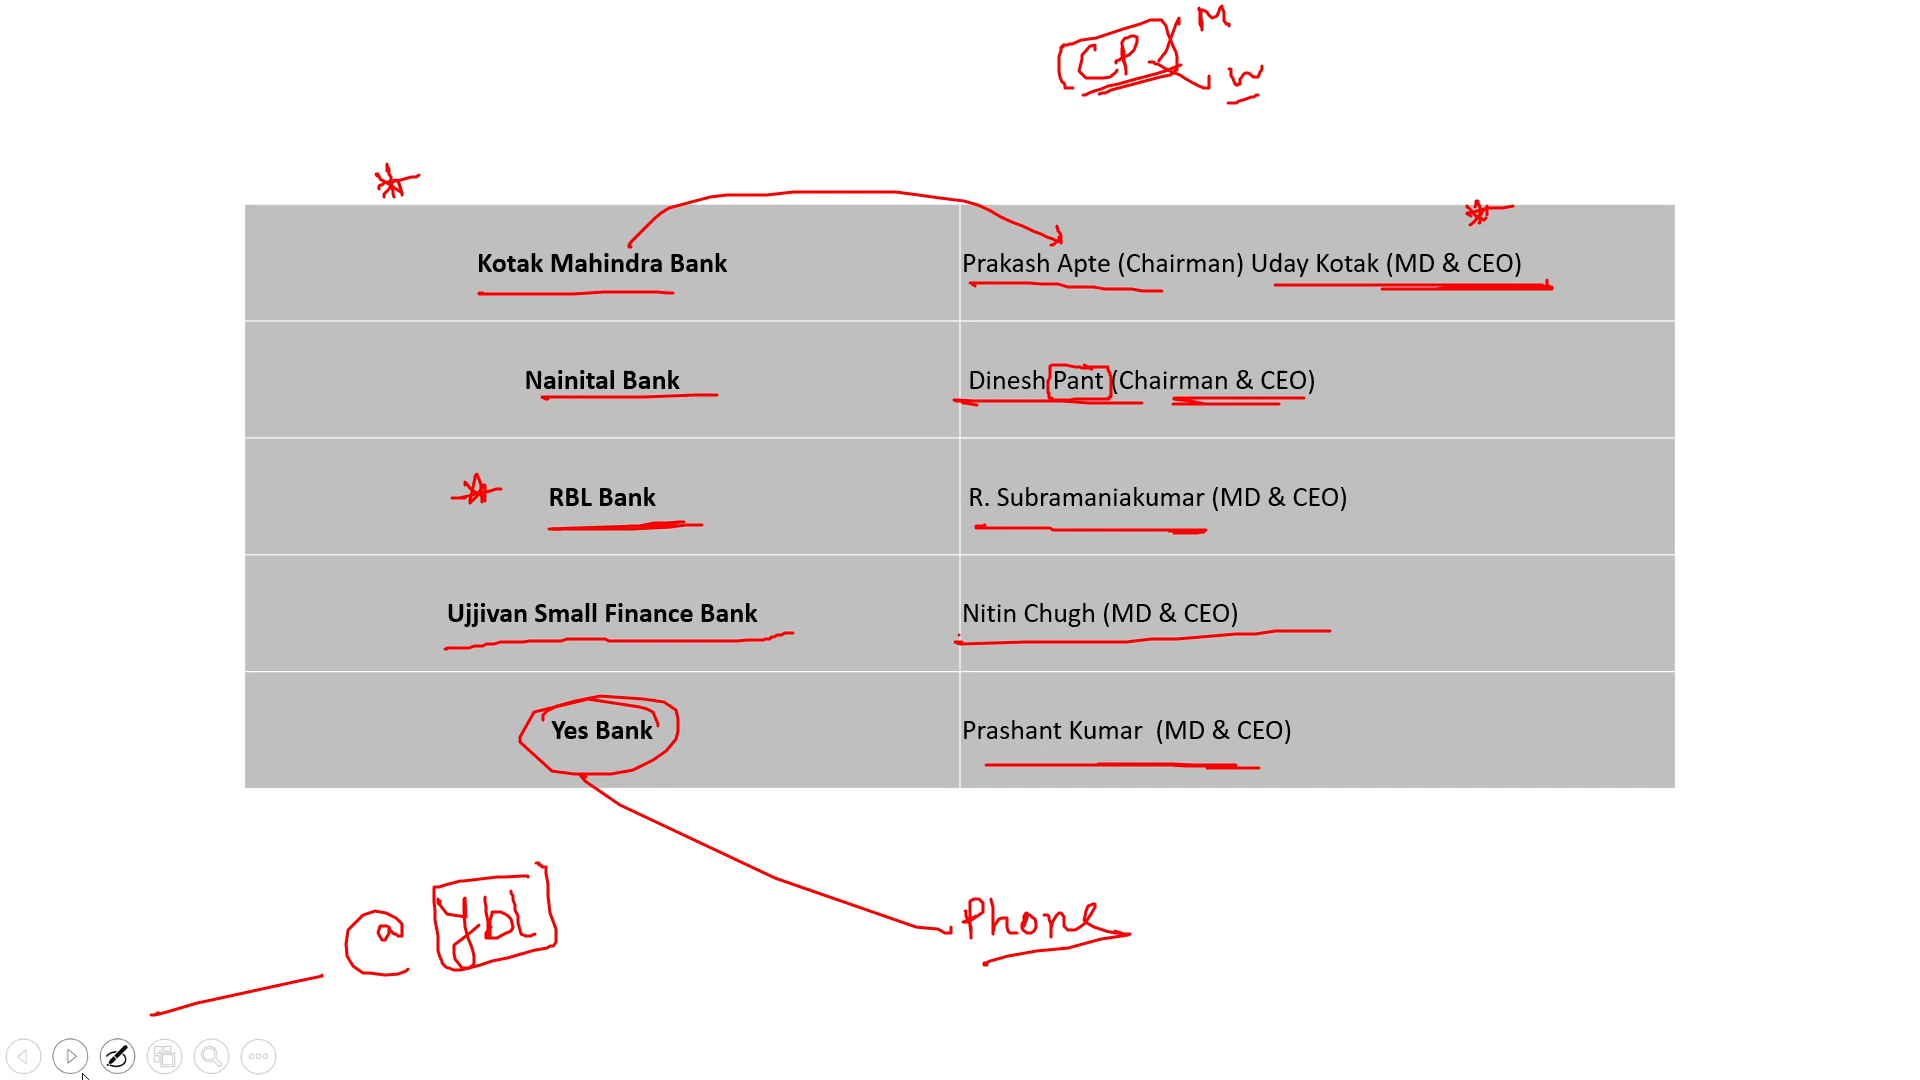 CP M
W
Kotak Mahindra Bank Prakash Apte (Chairman) Uday Kotak (MD & CEO)
Nainital Bank Dinesh Pant (Chairman & CEO)
RBL Bank R. Subramaniakumar (MD & CEO)
Ujjivan Small Finance Bank Nitin Chugh (MD & CEO)
Yes Bank Prashant Kumar (MD & CEO)
@ybl Phone